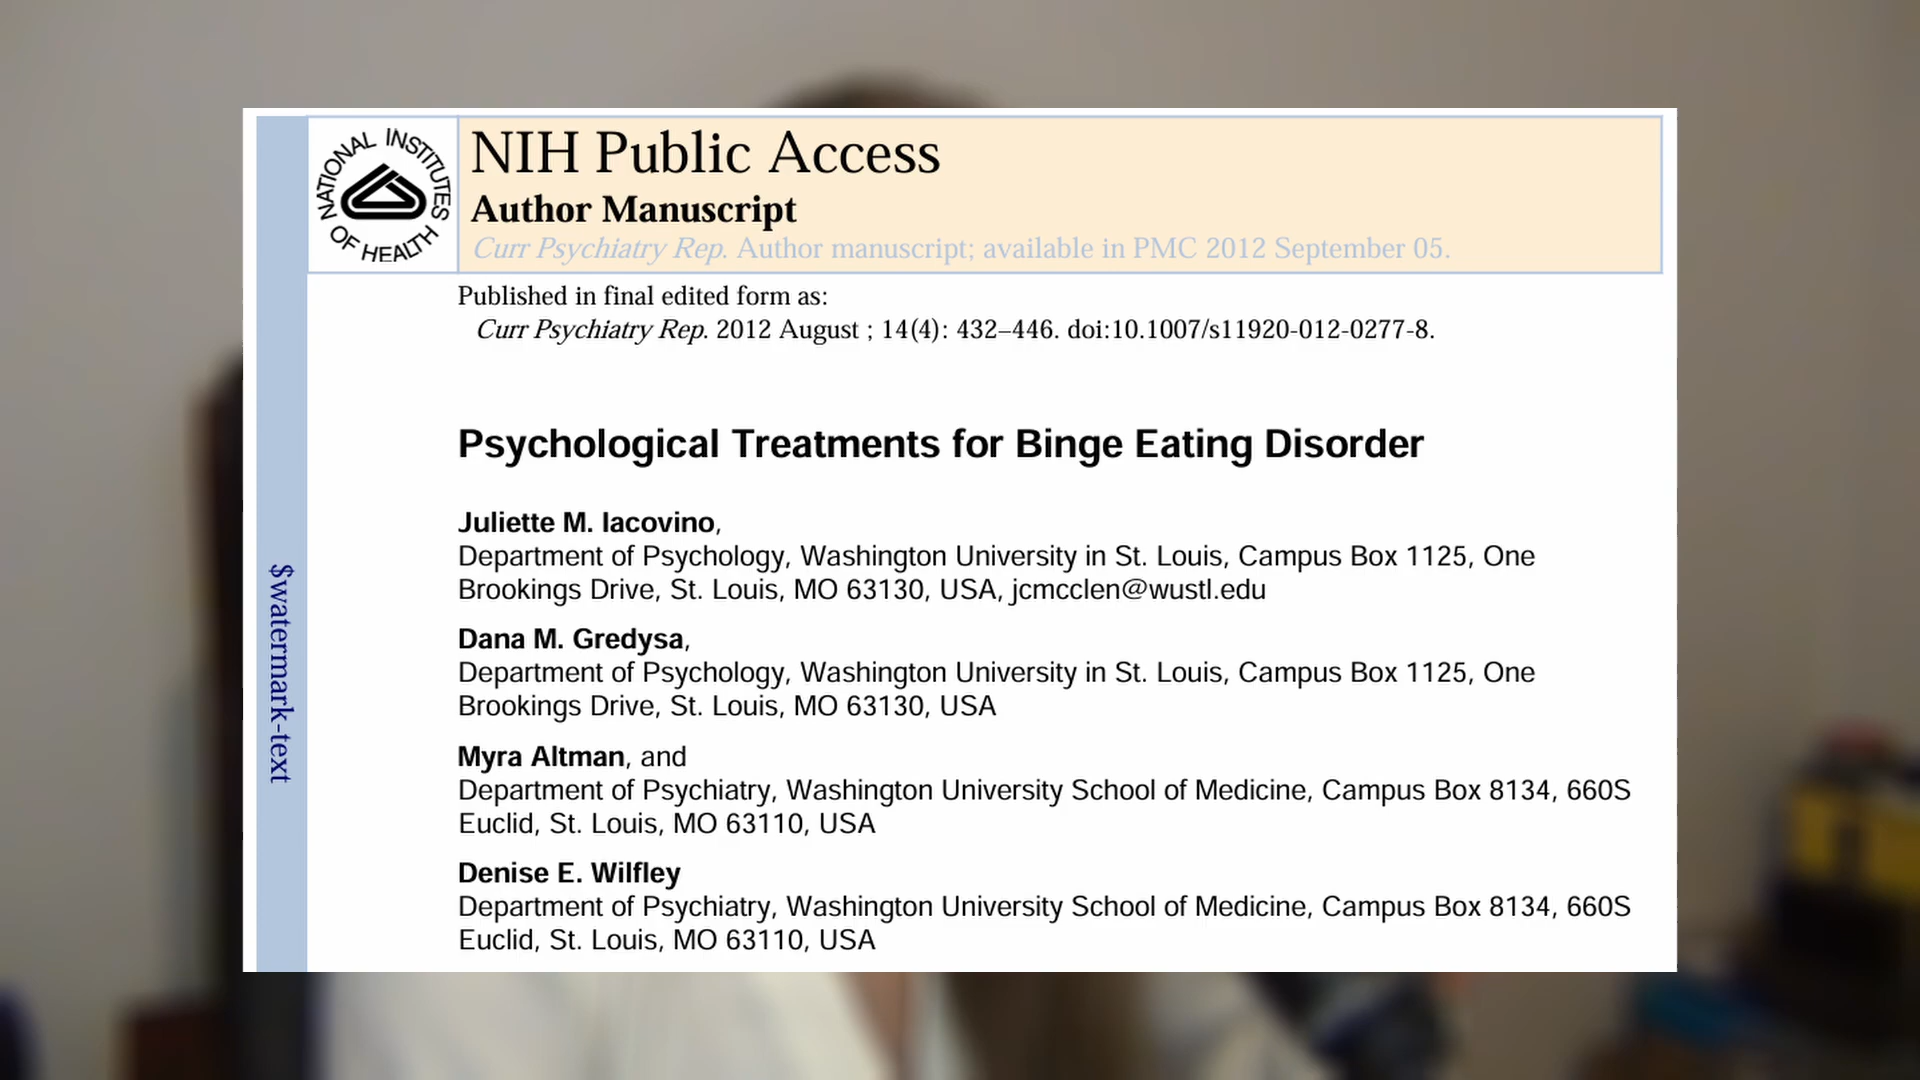 NATIONAL INSTITUTES OF HEALTH
NIH Public Access
Author Manuscript
Curr Psychiatry Rep. Author manuscript; available in PMC 2012 September 05.
Published in final edited form as:
Curr Psychiatry Rep. 2012 August ; 14(4): 432–446. doi:10.1007/s11920-012-0277-8.
Psychological Treatments for Binge Eating Disorder
Juliette M. Iacovino,
Department of Psychology, Washington University in St. Louis, Campus Box 1125, One
Brookings Drive, St. Louis, MO 63130, USA, jcmcclen@wustl.edu
Dana M. Gredysa,
Department of Psychology, Washington University in St. Louis, Campus Box 1125, One
Brookings Drive, St. Louis, MO 63130, USA
Myra Altman, and
Department of Psychiatry, Washington University School of Medicine, Campus Box 8134, 660S
Euclid, St. Louis, MO 63110, USA
Denise E. Wilfley
Department of Psychiatry, Washington University School of Medicine, Campus Box 8134, 660S
Euclid, St. Louis, MO 63110, USA
$watermark-text